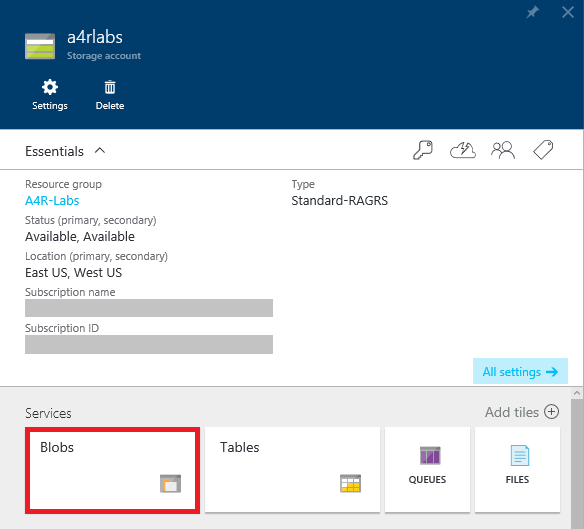 a4rlabs
Storage account
Settings
Delete
Essentials
Resource group
A4R-Labs
Status (primary, secondary)
Available, Available
Location (primary, secondary)
East US, West US
Subscription name
Subscription ID
Type
Standard-RAGRS
All settings
Services
Add tiles
Blobs
Tables
QUEUES
FILES